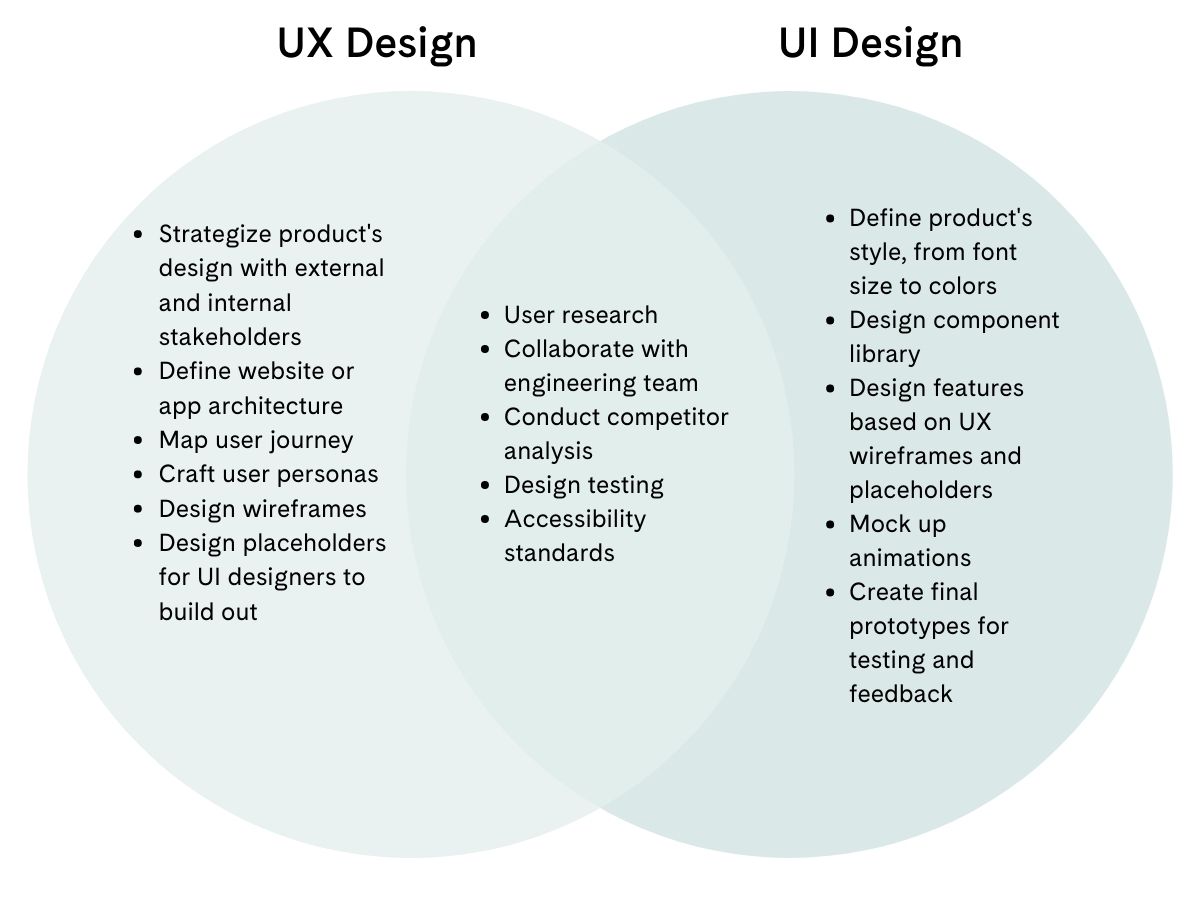 UX Design
UI Design
• Strategize product's
design with external
and internal
stakeholders
• Define website or
app architecture
• Map user journey
• Craft user personas
• Design wireframes
• Design placeholders
for UI designers to
build out
• User research
• Collaborate with
engineering team
• Conduct competitor
analysis
• Design testing
• Accessibility
standards
• Define product's
style, from font
size to colors
• Design component
library
• Design features
based on UX
wireframes and
placeholders
• Mock up
animations
• Create final
prototypes for
testing and
feedback